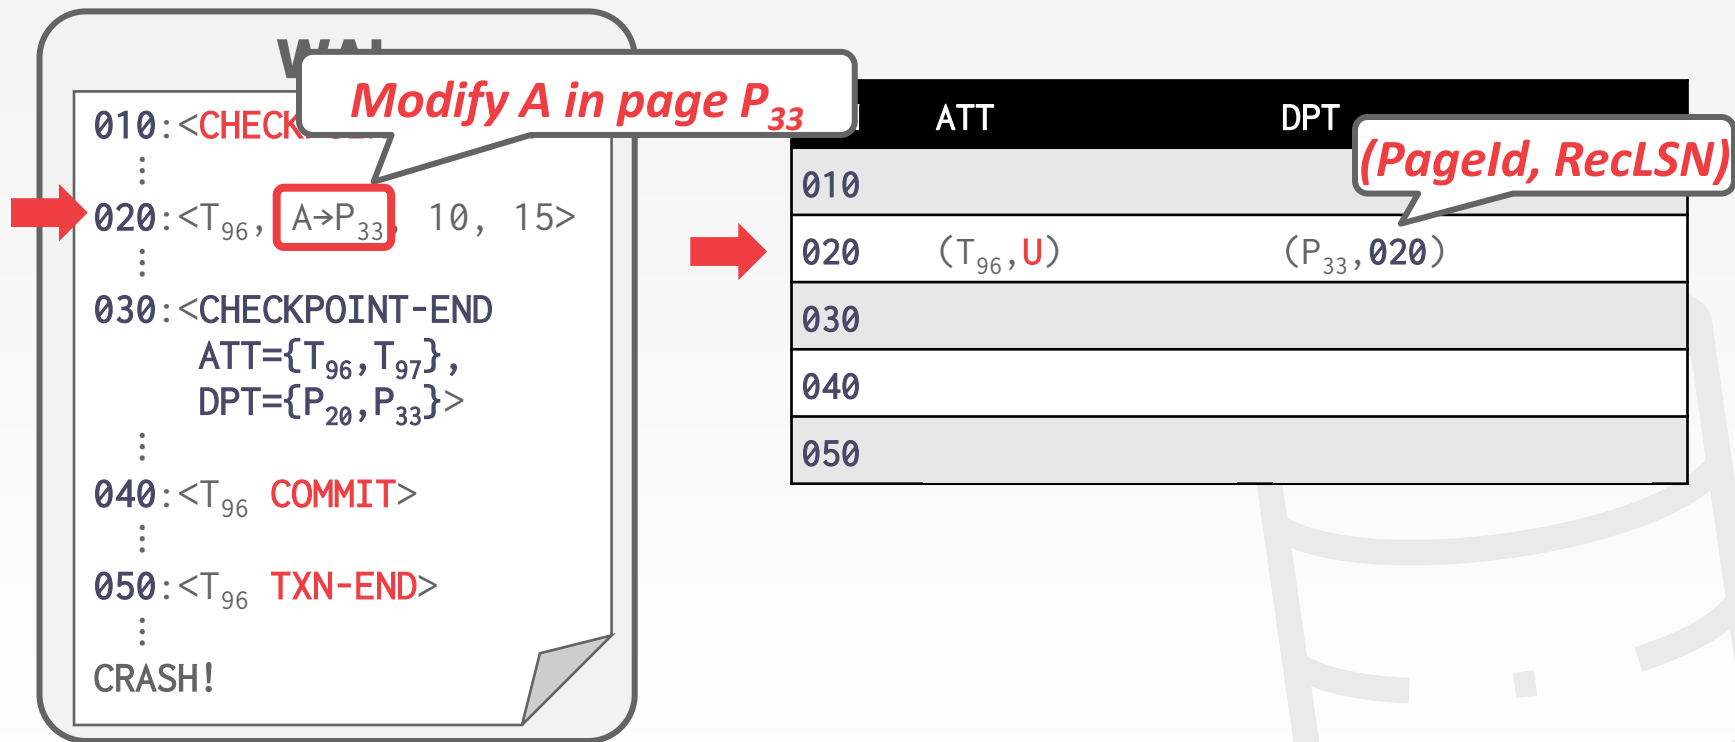 Modify A in page P33
010:<CHECK
⋮
020:<T96, A→P33, 10, 15>
⋮
030:<CHECKPOINT-END
ATT={T96,T97},
DPT={P20,P33}>
⋮
040:<T96 COMMIT>
⋮
050:<T96 TXN-END>
⋮
CRASH!
ATT DPT
(PageId, RecLSN)
010
020 (T96,U) (P33,020)
030
040
050